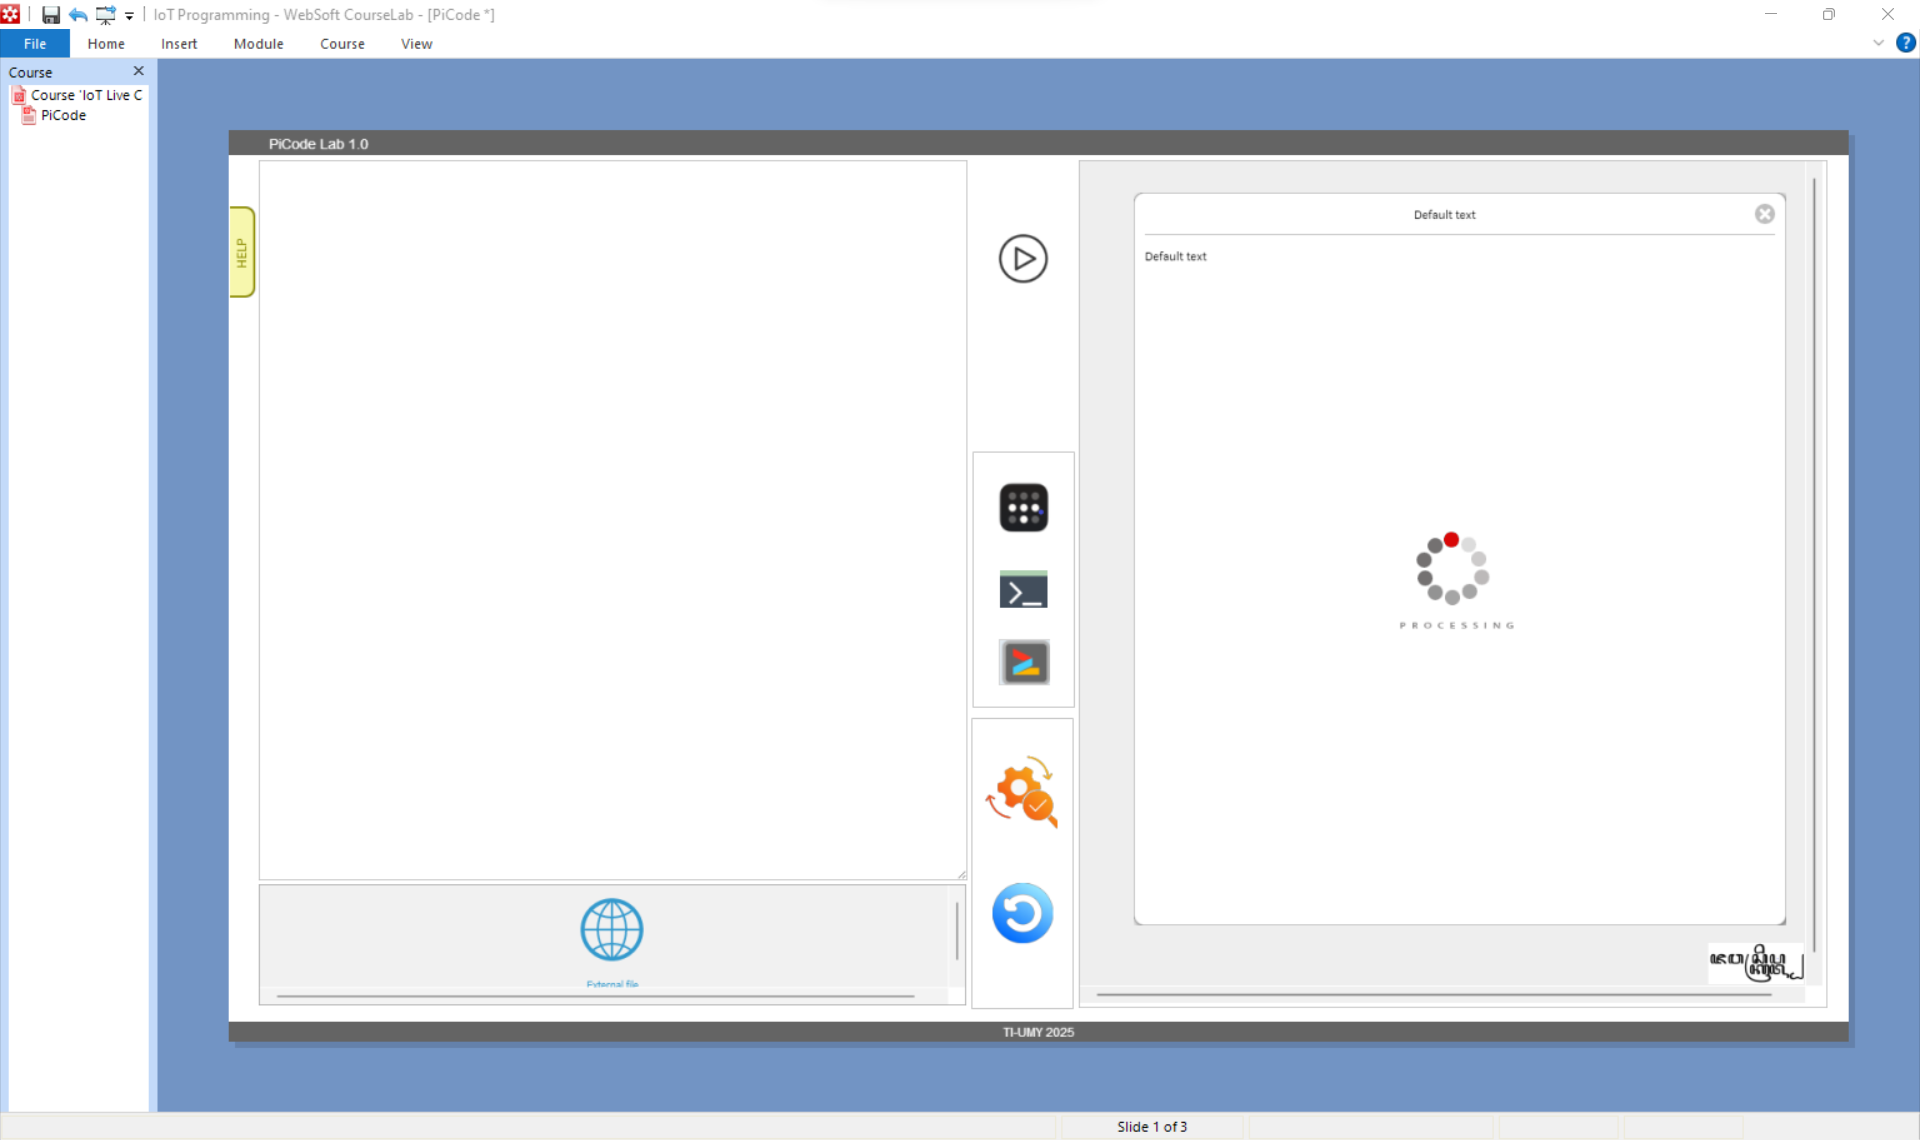 IoT Programming - WebSoft CourseLab - [PiCode *]
File Home Insert Module Course View
Course
Course 'IoT Live C
PiCode
PiCode Lab 1.0
HELP
Default text
Default text
PROCESSING
External file
TI-UMY 2025
Slide 1 of 3